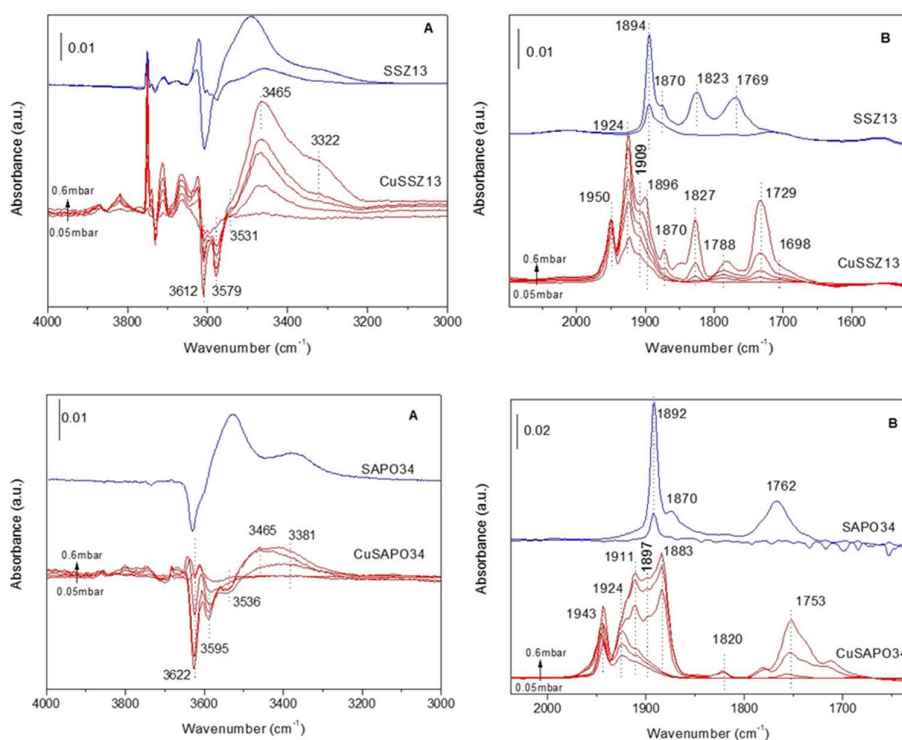 A
0.01
SSZ13
3465
3322
CuSSZ13
0.6mbar
0.05mbar
3531
3612
3579
Absorbance (a.u.)
4000 3800 3600 3400 3200 3000
Wavenumber (cm-1)
B
0.01
1894
1870
1823
1769
SSZ13
1924
1909
1950
1896
1827
1729
1870
1788
1698
0.6mbar
0.05mbar
CuSSZ13
Absorbance (a.u.)
2000 1900 1800 1700 1600
Wavenumber (cm-1)
A
0.01
SAPO34
3465
3381
CuSAPO34
0.6mbar
0.05mbar
3536
3595
3622
Absorbance (a.u.)
4000 3800 3600 3400 3200 3000
Wavenumber (cm-1)
B
0.02
1892
1870
1762
SAPO34
1911
1897
1883
1924
1943
1753
1820
0.6mbar
0.05mbar
CuSAPO34
Absorbance (a.u.)
2000 1900 1800 1700
Wavenumber (cm-1)